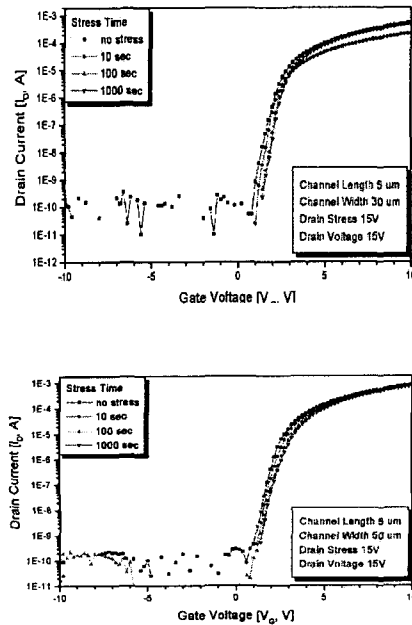 1E-3
1E-4
1E-5
1E-6
1E-7
1E-8
1E-9
1E-10
1E-11
1E-12
Drain Current [I_D, A]
Stress Time
no stress
10 sec
100 sec
1000 sec
Channel Length 5 um
Channel Width 30 um
Drain Stress 15V
Drain Voltage 15V
-10
-5
0
5
10
Gate Voltage [V , V]
1E-3
1E-4
1E-5
1E-6
1E-7
1E-8
1E-9
1E-10
1E-11
Drain Current [I_D, A]
Stress Time
no stress
10 sec
100 sec
1000 sec
Channel Length 5 um
Channel Width 50 um
Drain Stress 15V
Drain Voltage 15V
-10
-5
0
5
10
Gate Voltage [V_G, V]